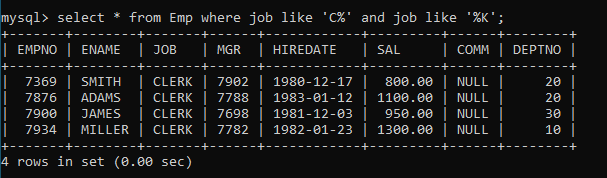 mysql> select * from Emp where job like 'C%' and job like '%K';
+-------+--------+-------+------+------------+---------+------+--------+
| EMPNO | ENAME  | JOB   | MGR  | HIREDATE   | SAL     | COMM | DEPTNO |
+-------+--------+-------+------+------------+---------+------+--------+
|  7369 | SMITH  | CLERK | 7902 | 1980-12-17 |  800.00 | NULL |     20 |
|  7876 | ADAMS  | CLERK | 7788 | 1983-01-12 | 1100.00 | NULL |     20 |
|  7900 | JAMES  | CLERK | 7698 | 1981-12-03 |  950.00 | NULL |     30 |
|  7934 | MILLER | CLERK | 7782 | 1982-01-23 | 1300.00 | NULL |     10 |
+-------+--------+-------+------+------------+---------+------+--------+
4 rows in set (0.00 sec)